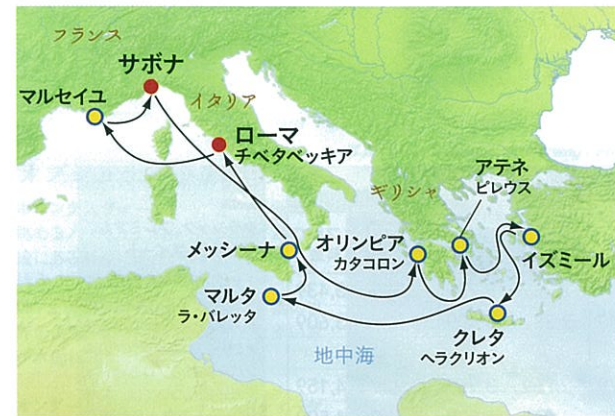 フランス
サボナ
マルセイユ
イタリア
ローマ
チベタベッキア
ギリシャ
アテネ
ピレウス
メッシーナ
オリンピア
カタコロン
イズミール
マルタ
ラ・バレッタ
クレタ
ヘラクリオン
地中海